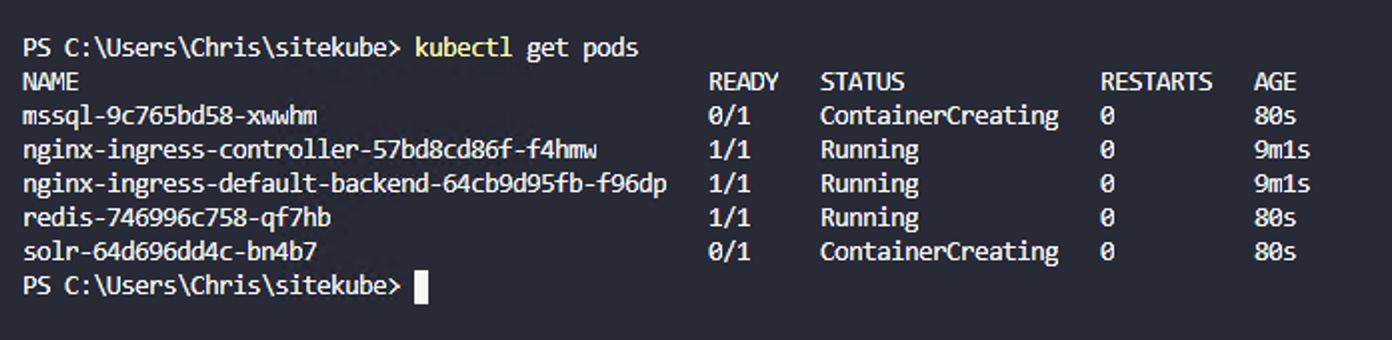 PS C:\Users\Chris\sitekube> kubectl get pods
NAME READY STATUS RESTARTS AGE
mssql-9c765bd58-xwwhm 0/1 ContainerCreating 0 80s
nginx-ingress-controller-57bd8cd86f-f4hmw 1/1 Running 0 9m1s
nginx-ingress-default-backend-64cb9d95fb-f96dp 1/1 Running 0 9m1s
redis-746996c758-qf7hb 1/1 Running 0 80s
solr-64d696dd4c-bn4b7 0/1 ContainerCreating 0 80s
PS C:\Users\Chris\sitekube>